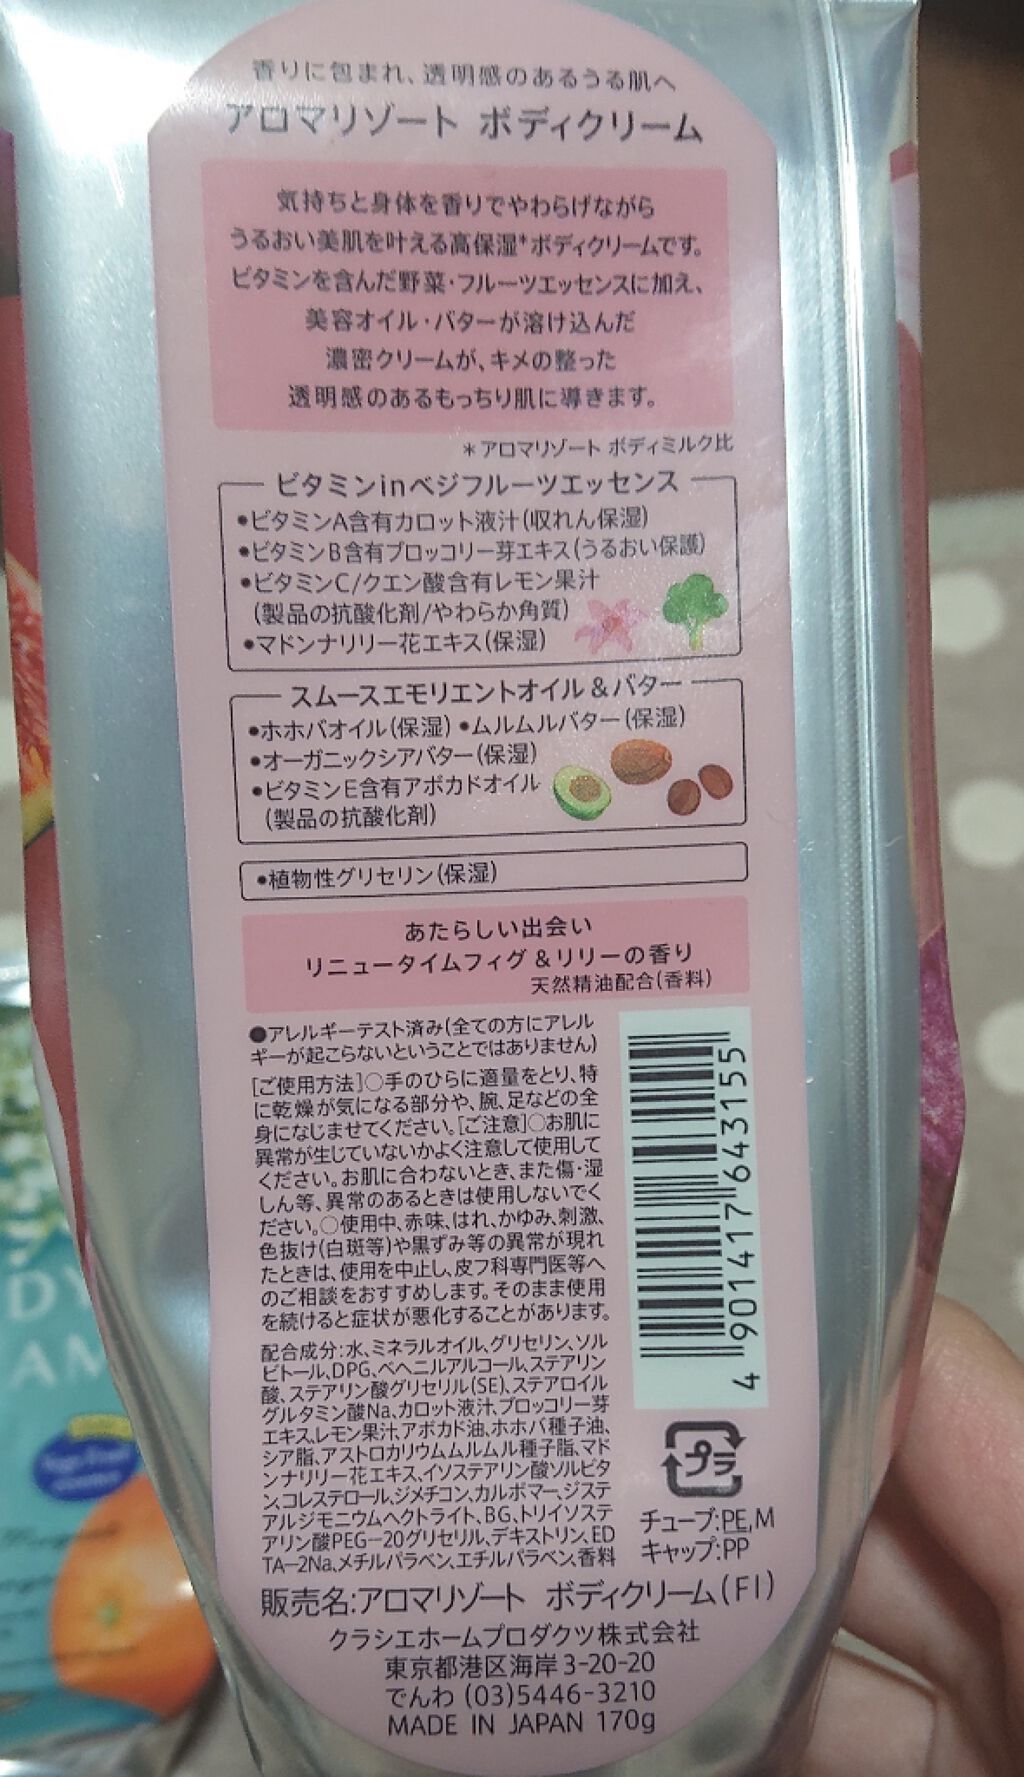 香りに包まれ、透明感のあるうる肌へ
アロマリゾート ボディクリーム
気持ちと身体を香りでやわらげながら
うるおい美肌を叶える高保湿*ボディクリームです。
ビタミンを含んだ野菜・フルーツエッセンスに加え、
美容オイル・バターが溶け込んだ
濃密クリームが、キメの整った
透明感のあるもっちり肌に導きます。
*アロマリゾート ボディミルク比
ビタミンinベジフルーツエッセンス
●ビタミンA含有カロット液汁(収れん保湿)
●ビタミンB含有ブロッコリー芽エキス(うるおい保護)
●ビタミンC/クエン酸含有レモン果汁
(製品の抗酸化剤/やわらか角質)
●マドンナリリー花エキス(保湿)
スムースエモリエントオイル&バター
●ホホバオイル(保湿) ●ムルムルバター(保湿)
●オーガニックシアバター(保湿)
●ビタミンE含有アボカドオイル
(製品の抗酸化剤)
●植物性グリセリン(保湿)
あたらしい出会い
リニュータイムフィグ&リリーの香り
天然精油配合(香料)
●アレルギーテスト済み(全ての方にアレル
ギーが起こらないということではありません)
[ご使用方法]○手のひらに適量をとり、特
に乾燥が気になる部分や、腕、足などの全
身になじませてください。[ご注意]○お肌に
異常が生じていないかよく注意して使用して
ください。お肌に合わないとき、また傷・湿
しん等、異常のあるときは使用しないでく
ださい。○使用中、赤味、はれ、かゆみ、刺激、
色抜け(白斑等)や黒ずみ等の異常が現れ
たときは、使用を中止し、皮フ科専門医等へ
のご相談をおすすめします。そのまま使用
を続けると症状が悪化することがあります。
配合成分:水、ミネラルオイル、グリセリン、ソル
ビトール、DPG、ベヘニルアルコール、ステアリン
酸、ステアリン酸グリセリル(SE)、ステアロイル
グルタミン酸Na、カロット液汁、ブロッコリー芽
エキス、レモン果汁、アボカド油、ホホバ種子油、
シア脂、アストロカリウムムルムル種子脂、マド
ンナリリー花エキス、イソステアリン酸ソルビタ
ン、コレステロール、ジメチコン、カルボマー、ジステ
アルジモニウムヘクトライト、BG、トリイソステ
アリン酸PEG-20グリセリル、デキストリン、ED
TA-2Na、メチルパラベン、エチルパラベン、香料
4 901417 643155
プラ
チューブ:PE,M
キャップ:PP
販売名:アロマリゾート ボディクリーム(FI)
クラシエホームプロダクツ株式会社
東京都港区海岸3-20-20
でんわ (03)5446-3210
MADE IN JAPAN 170g